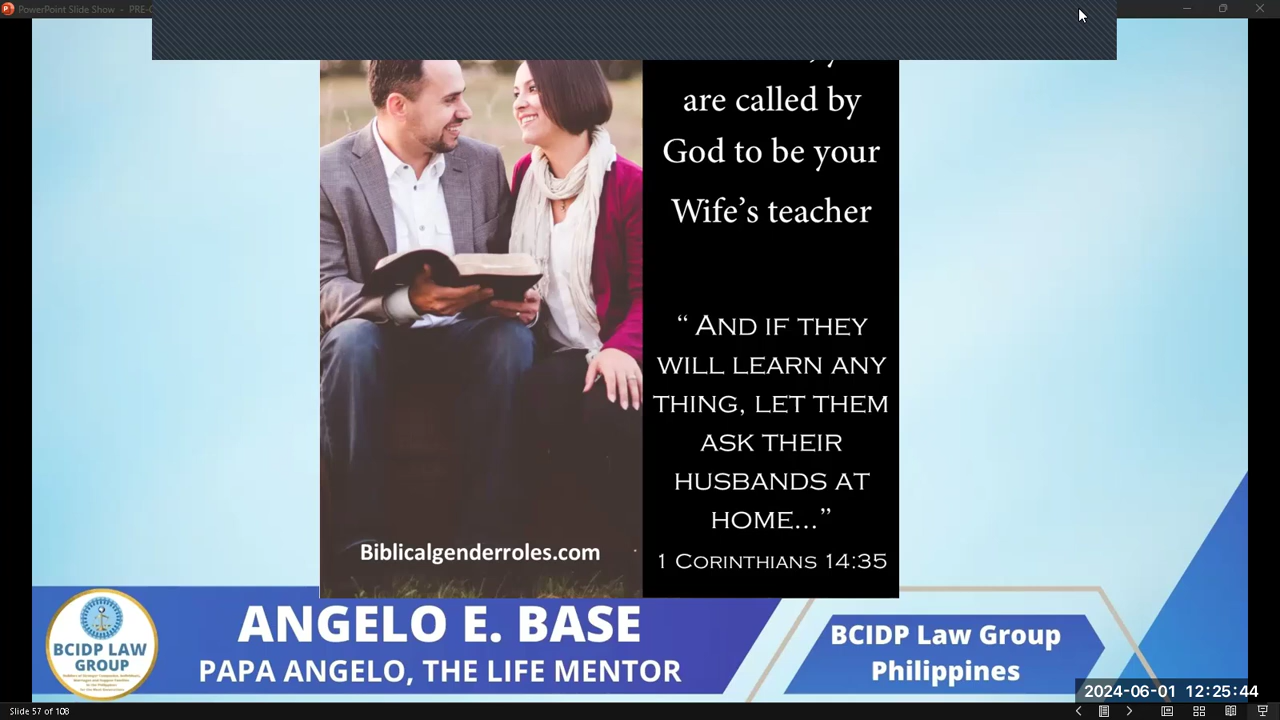 PowerPoint Slide Show - PRE-C
are called by
God to be your
Wife’s teacher
“ And if they
will learn any
thing, let them
ask their
husbands at
home...”
1 Corinthians 14:35
Biblicalgenderroles.com
BCIDP LAW
GROUP
ANGELO E. BASE
PAPA ANGELO, THE LIFE MENTOR
BCIDP Law Group
Philippines
2024-06-01 12:25:44
Slide 57 of 108